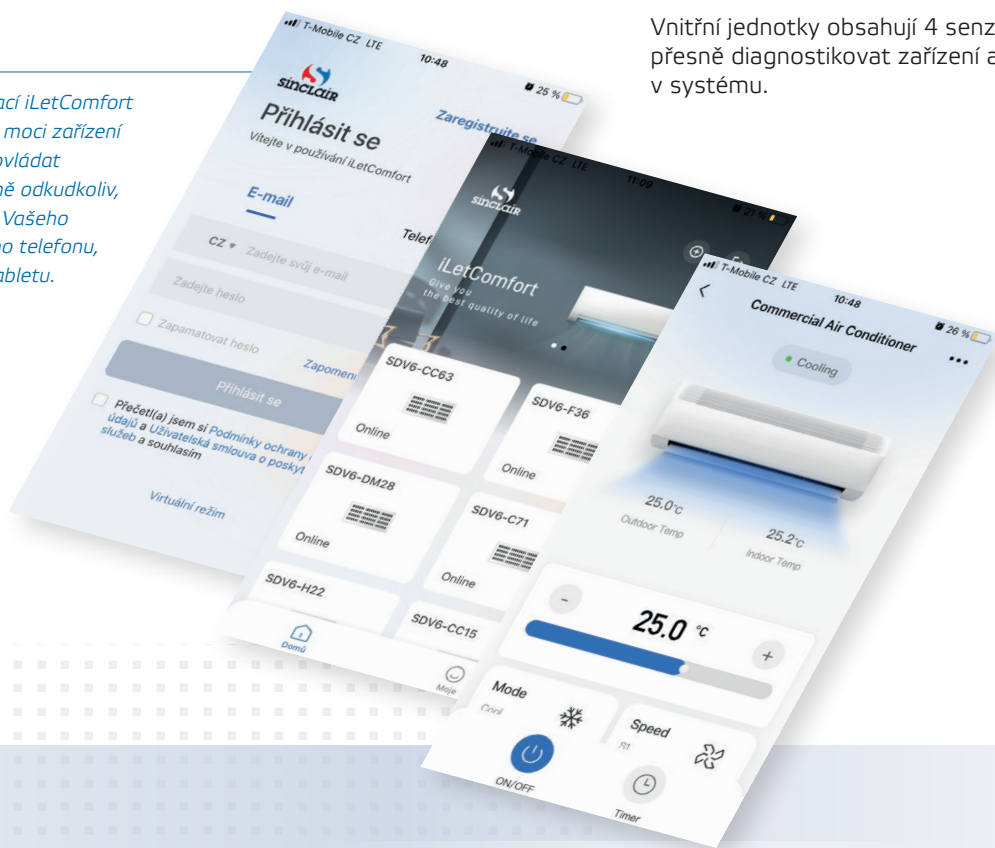 Vnitřní jednotky obsahují 4 senz
přesně diagnostikovat zařízení a
v systému.
ací iLetComfort
moci zařízení
ovládat
ně odkudkoliv,
Vašeho
o telefonu,
abletu.
T-Mobile CZ LTE
10:48
25 %
sinclair
Zaregistrujte se
Přihlásit se
Vítejte v používání iLetComfort
E-mail
Telef
CZ Zadejte svůj e-mail
Zadejte heslo
Zapamatovat heslo
Zapomen
Přihlásit se
Přečetl(a) jsem si Podmínky ochrany
údajů a Uživatelská smlouva o poskyt
služeb a souhlasím
Virtuální režim
T-Mobile CZ LTE
11:09
21 %
sinclair
iLetComfort
Give you
the best quality of life
SDV6-CC63
Online
SDV6-F36
Online
SDV6-DM28
Online
SDV6-C71
Online
SDV6-H22
SDV6-CC15
Domů
Moje
T-Mobile CZ LTE
10:48
26 %
Commercial Air Conditioner
Cooling
25.0°c
Outdoor Temp
25.2°c
Indoor Temp
- 25.0 °c +
Mode
Cool
Speed
S1
ON/OFF
Timer